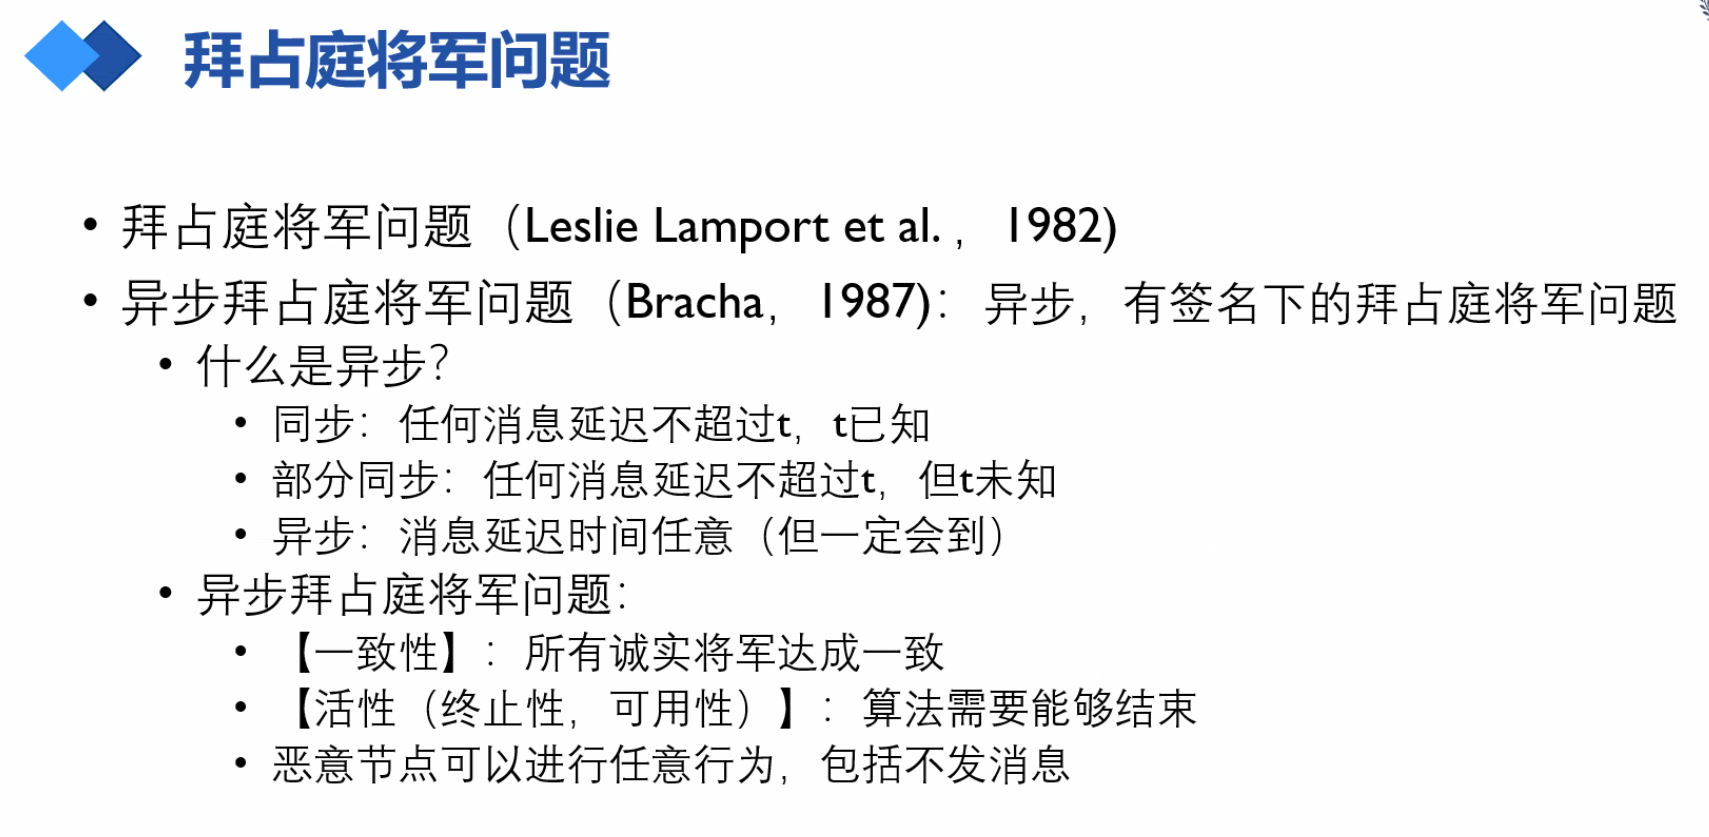 拜占庭将军问题
• 拜占庭将军问题（Leslie Lamport et al.，1982)
• 异步拜占庭将军问题（Bracha，1987)：异步，有签名下的拜占庭将军问题
• 什么是异步？
• 同步：任何消息延迟不超过t，t已知
• 部分同步：任何消息延迟不超过t，但t未知
• 异步：消息延迟时间任意（但一定会到）
• 异步拜占庭将军问题：
• 【一致性】：所有诚实将军达成一致
• 【活性（终止性，可用性）】：算法需要能够结束
• 恶意节点可以进行任意行为，包括不发消息